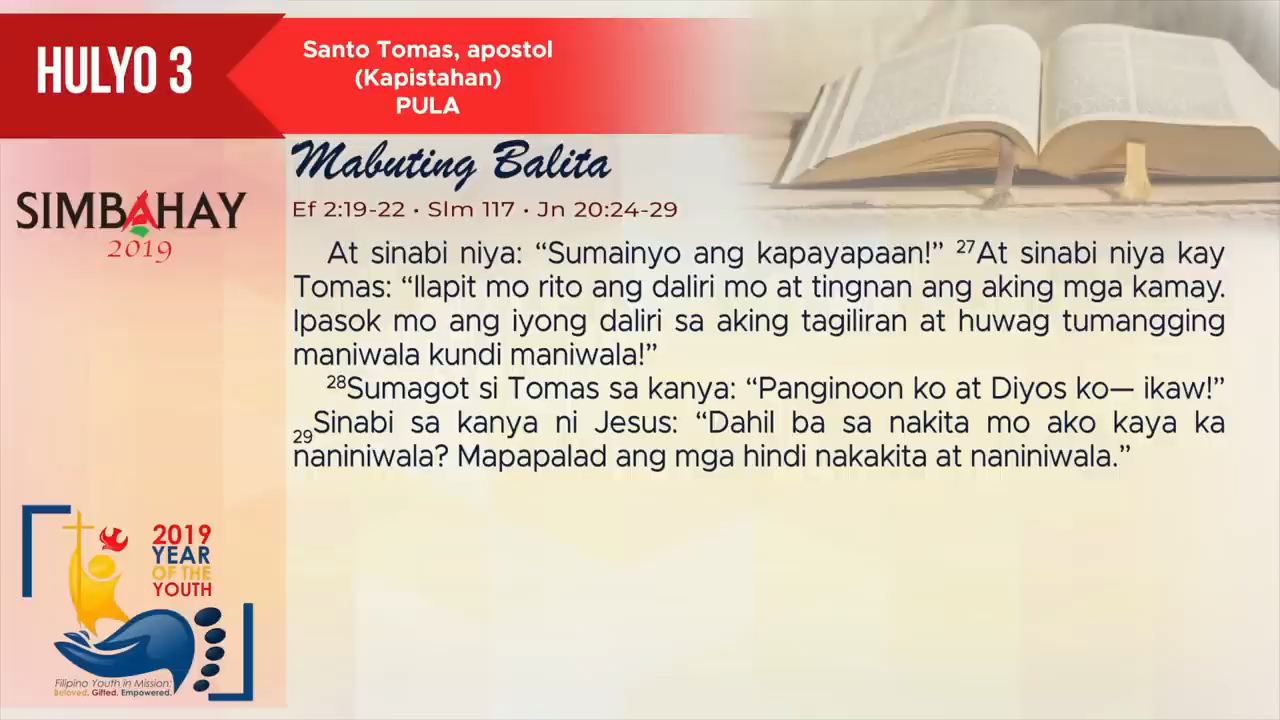 HULYO 3
Santo Tomas, apostol
(Kapistahan)
PULA
SIMBAHAY
2019
Mabuting Balita
Ef 2:19-22 • Slm 117 • Jn 20:24-29
At sinabi niya: “Sumainyo ang kapayapaan!” 27At sinabi niya kay
Tomas: “Ilapit mo rito ang daliri mo at tingnan ang aking mga kamay.
Ipasok mo ang iyong daliri sa aking tagiliran at huwag tumangging
maniwala kundi maniwala!”
28Sumagot si Tomas sa kanya: “Panginoon ko at Diyos ko— ikaw!”
29Sinabi sa kanya ni Jesus: “Dahil ba sa nakita mo ako kaya ka
naniniwala? Mapapalad ang mga hindi nakakita at naniniwala.”
2019
YEAR
OF THE
YOUTH
Filipino Youth in Mission:
Beloved. Gifted. Empowered.